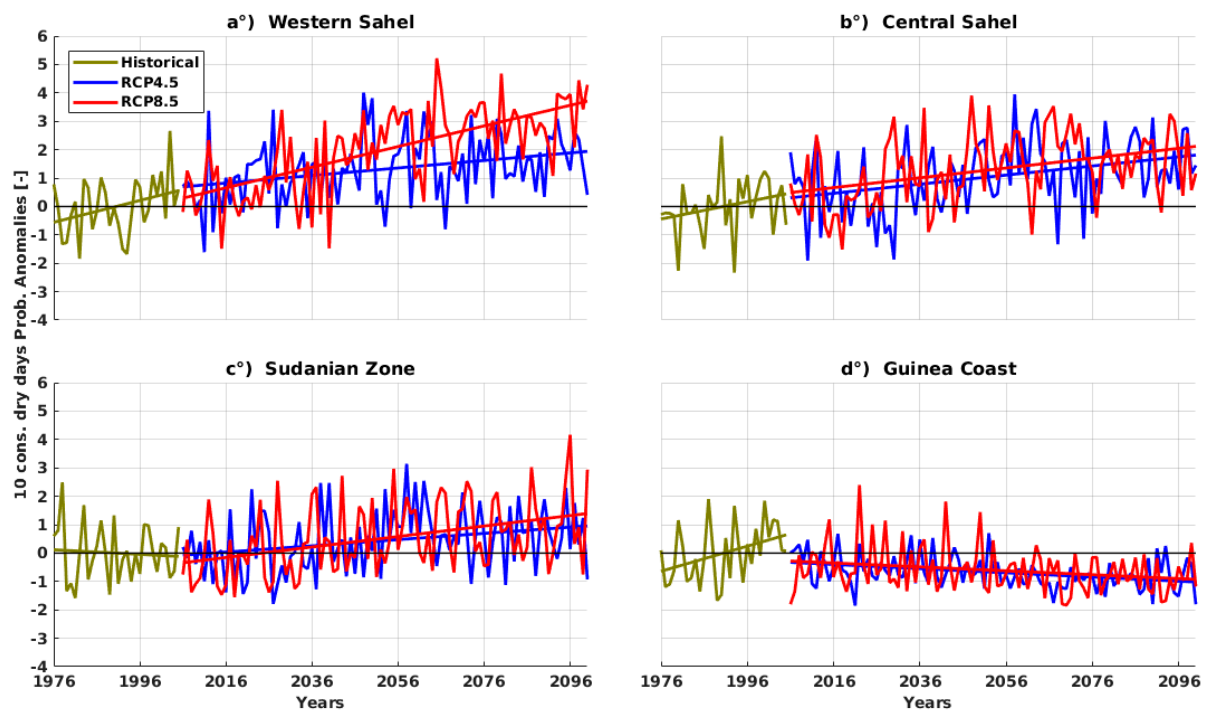 a°)  Western Sahel
b°)  Central Sahel
6
5
4
3
2
1
0
-1
-2
-3
-4
Historical
RCP4.5
RCP8.5
10 cons. dry days Prob. Anomalies [-]
c°)  Sudanian Zone
d°)  Guinea Coast
6
5
4
3
2
1
0
-1
-2
-3
-4
1976 1996 2016 2036 2056 2076 2096
Years
1976 1996 2016 2036 2056 2076 2096
Years